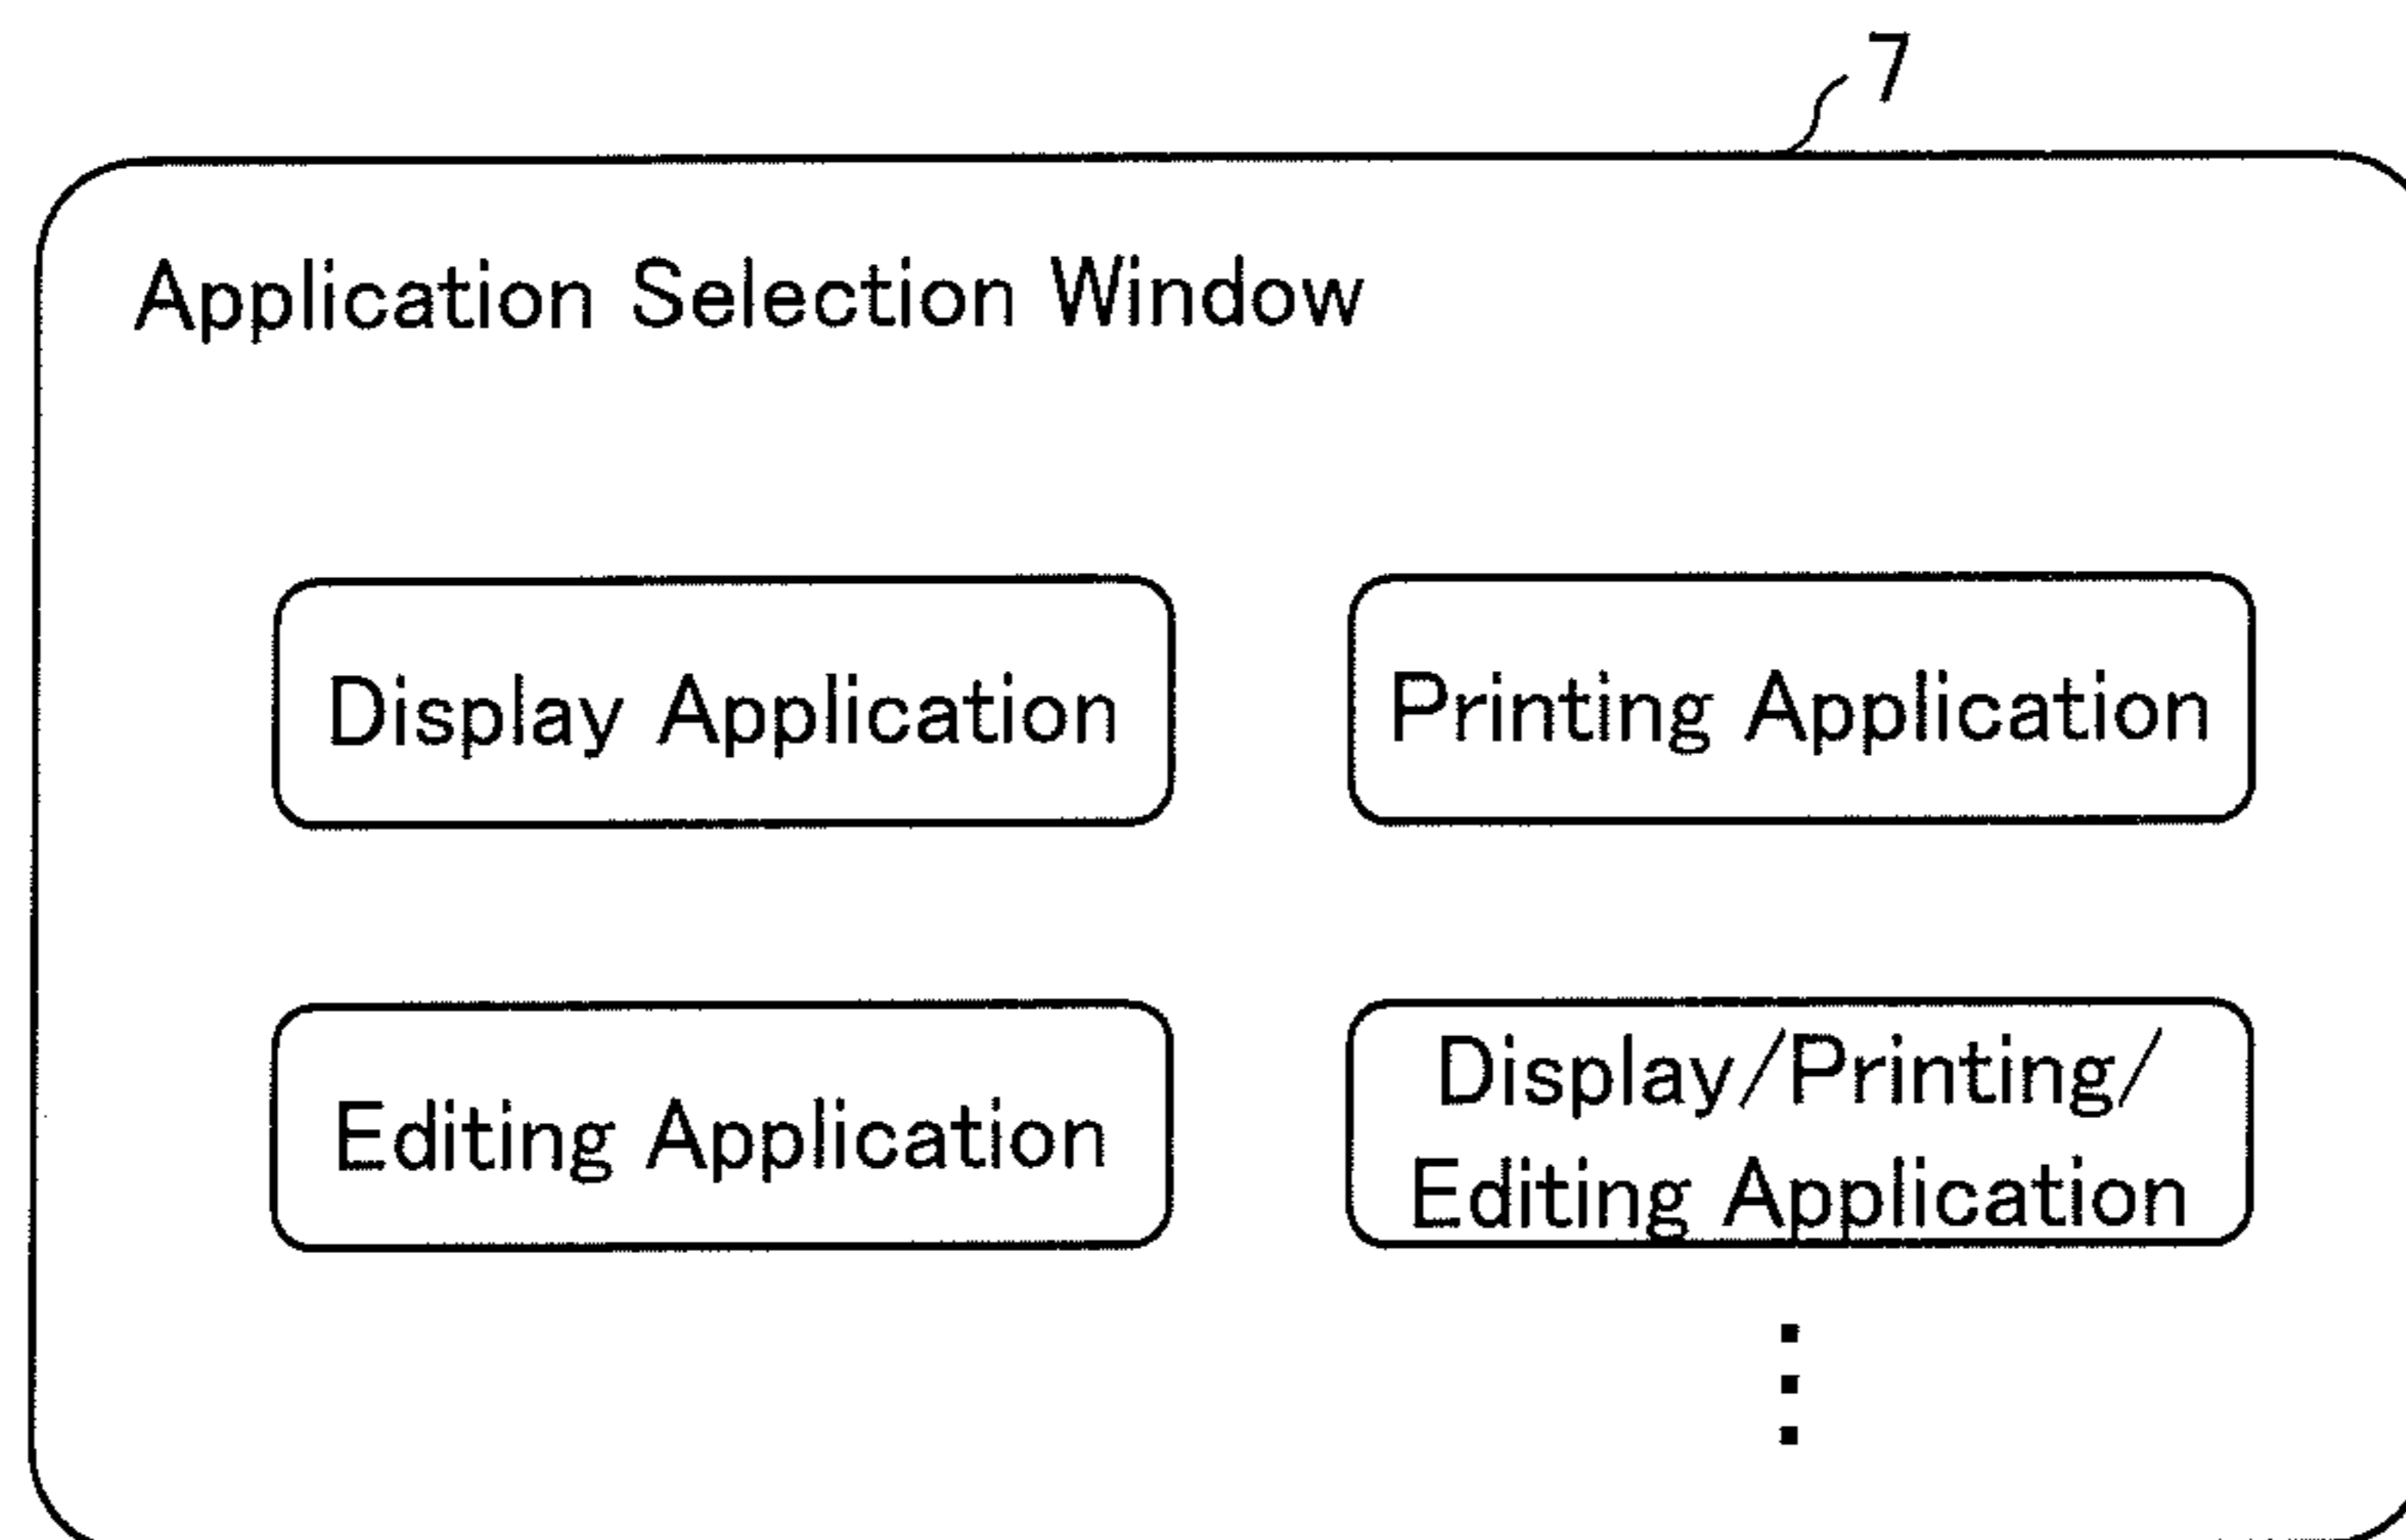 7
Application Selection Window
Display Application
Printing Application
Editing Application
Display/Printing/
Editing Application